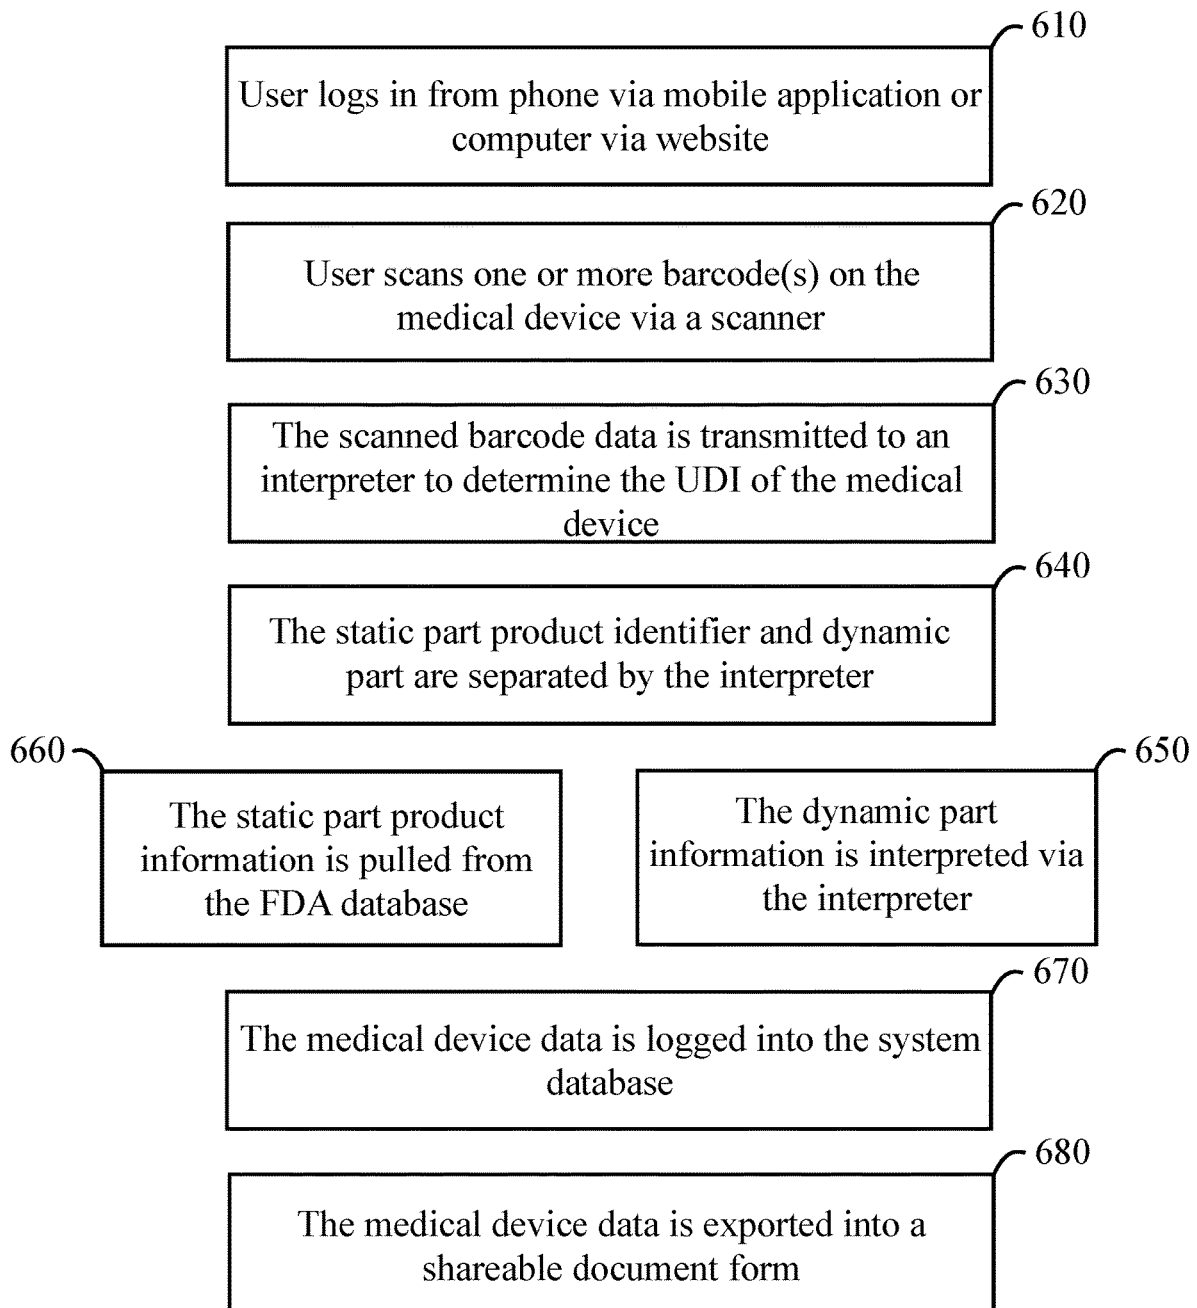 610
User logs in from phone via mobile application or
computer via website
620
User scans one or more barcode(s) on the
medical device via a scanner
630
The scanned barcode data is transmitted to an
interpreter to determine the UDI of the medical
device
640
The static part product identifier and dynamic
part are separated by the interpreter
660
The static part product
information is pulled from
the FDA database
650
The dynamic part
information is interpreted via
the interpreter
670
The medical device data is logged into the system
database
680
The medical device data is exported into a
shareable document form